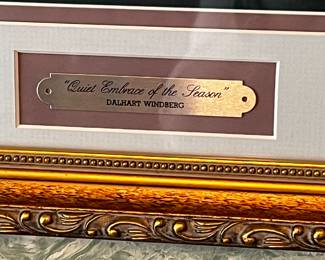 "Quiet Embrace of the Season"
DALHART WINDBERG